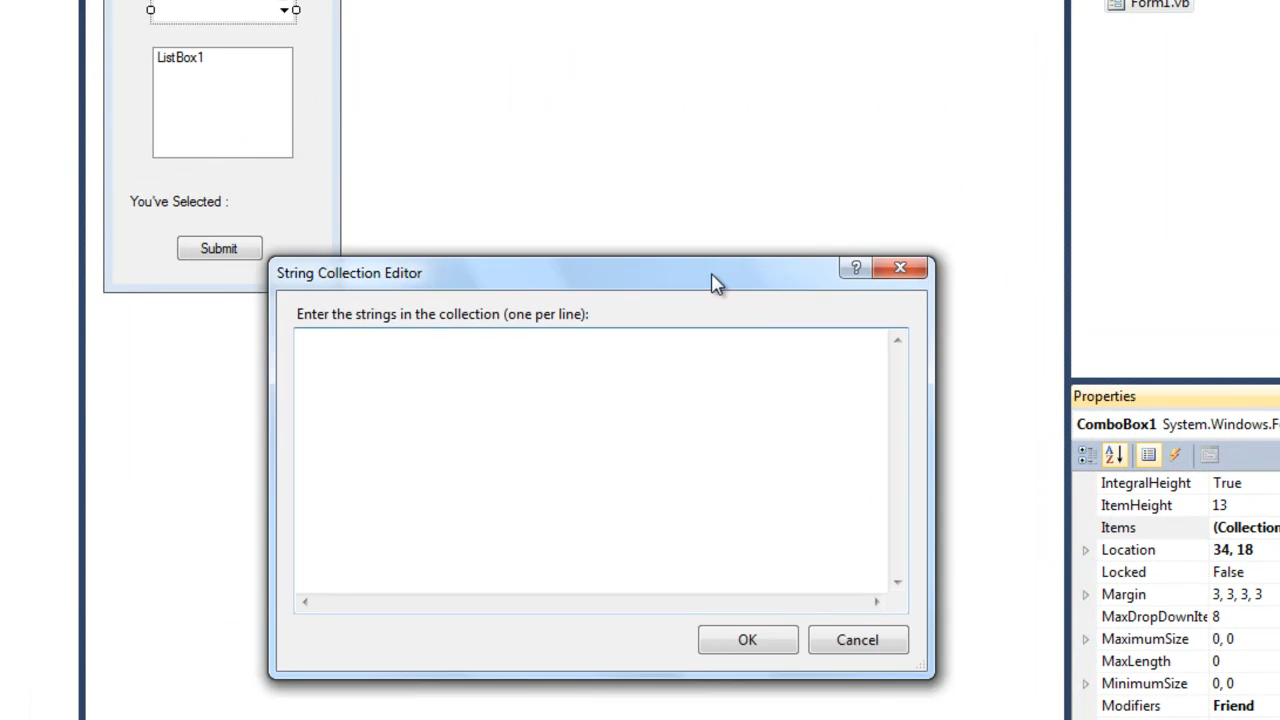 Form1.vb
ListBox1
You've Selected :
Submit
String Collection Editor
?
Enter the strings in the collection (one per line):
OK
Cancel
Properties
ComboBox1 System.Windows.F
A
Z
IntegralHeight True
ItemHeight 13
Items (Collection
Location 34, 18
Locked False
Margin 3, 3, 3, 3
MaxDropDownIte 8
MaximumSize 0, 0
MaxLength 0
MinimumSize 0, 0
Modifiers Friend